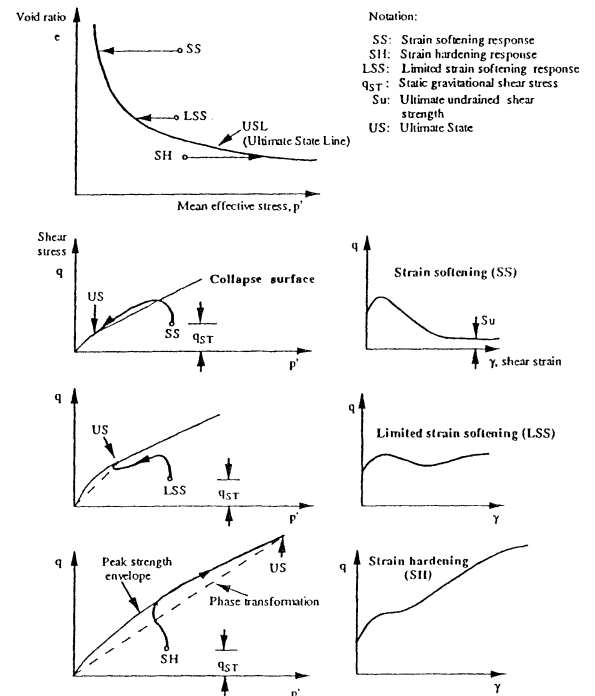 Void ratio
e
SS
LSS
USL
(Ultimate State Line)
SH
Mean effective stress, p'
Notation:
SS: Strain softening response
SH: Strain hardening response
LSS: Limited strain softening response
qST : Static gravitational shear stress
Su: Ultimate undrained shear
strength
US: Ultimate State
Shear
stress
q
Collapse surface
US
SS
qST
p'
q
Strain softening (SS)
Su
γ, shear strain
q
US
LSS
qST
p'
q
Limited strain softening (LSS)
γ
q
Peak strength
envelope
US
Phase transformation
SH
qST
p'
q
Strain hardening
(SH)
γ